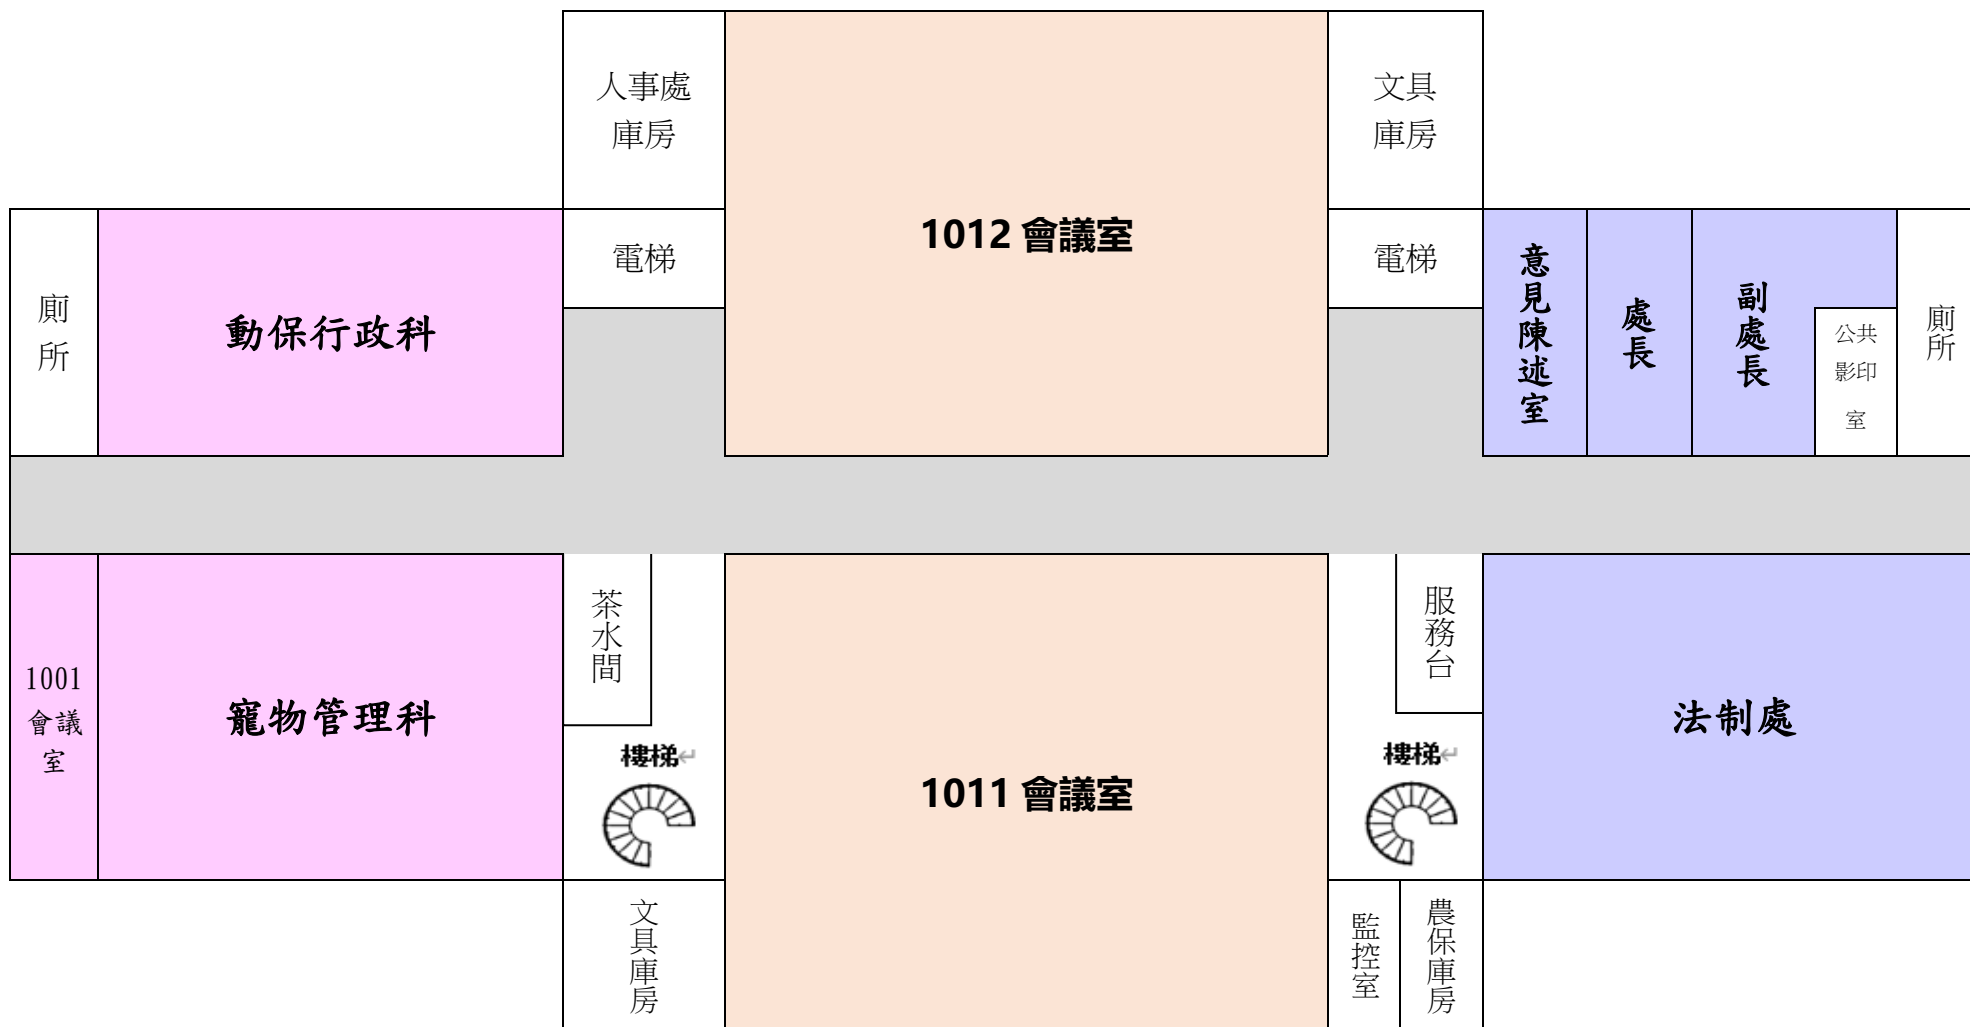 人事處
庫房
1012 會議室
文具
庫房
廁
所
動保行政科
電梯
電梯
意見陳述室
處長
副處長
公共
影印
室
廁所
1001
會議
室
寵物管理科
茶水間
樓梯↵
1011 會議室
服務台
樓梯↵
法制處
文具庫房
監控室
農保庫房